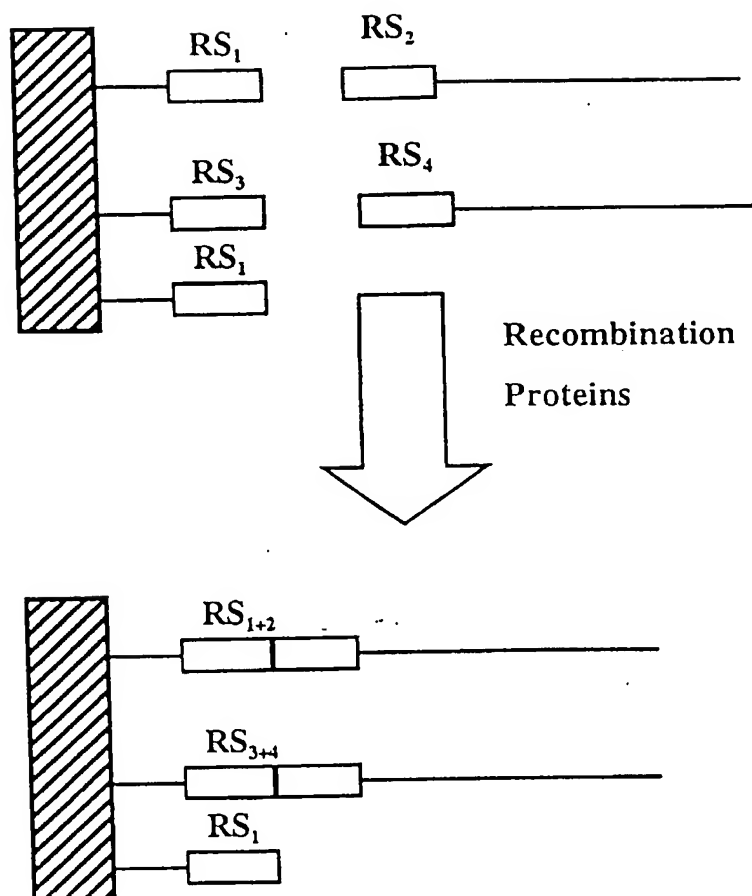 RS₁
RS₂
RS₃
RS₄
RS₁
Recombination
Proteins
RS₁₊₂
RS₃₊₄
RS₁